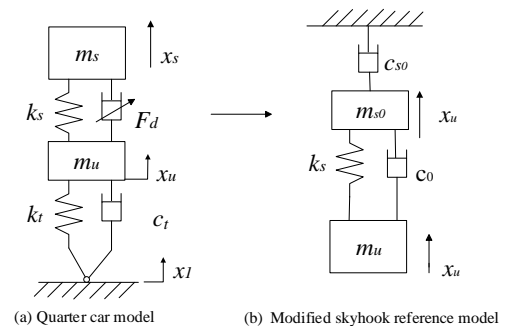 m_s
x_s
k_s
F_d
m_u
x_u
k_t
c_t
x1
(a) Quarter car model
c_s0
m_s0
x_u
k_s
c_0
m_u
x_u
(b) Modified skyhook reference model